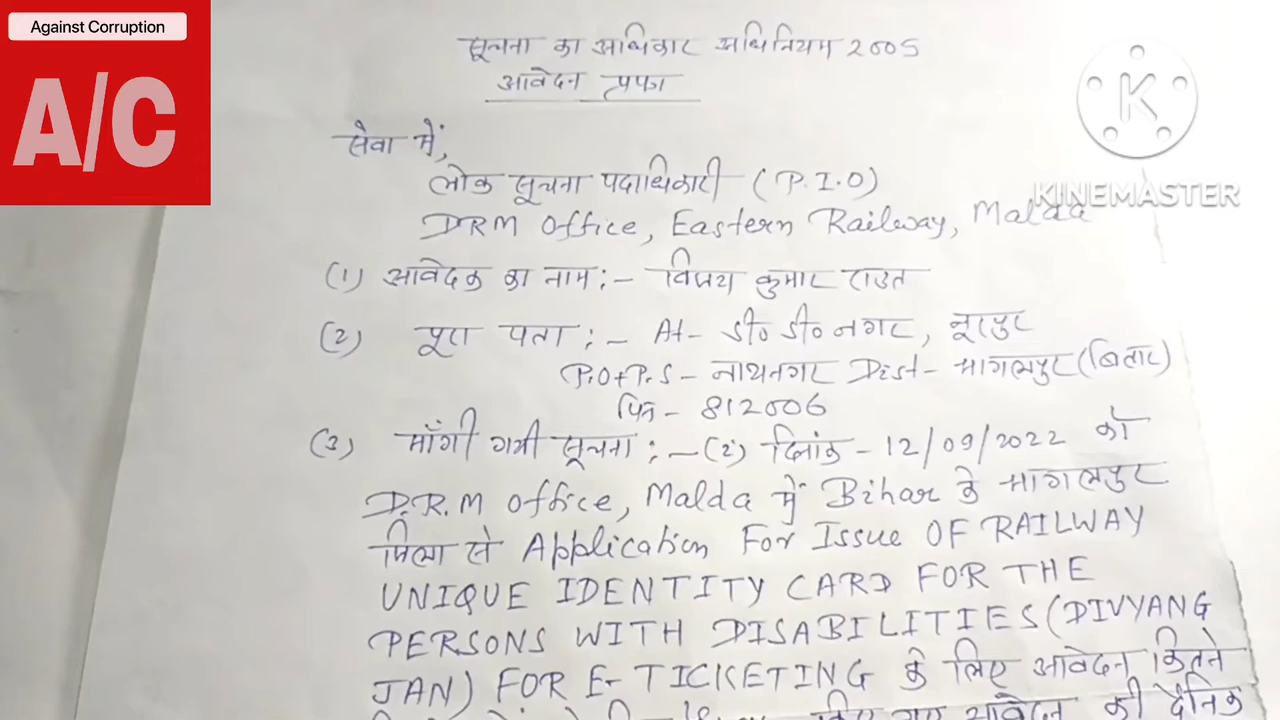 Against Corruption
A/C
K
KINEMASTER
सूचना का अधिकार अधिनियम 2005
आवेदन प्रपत्र
सेवा में,
लोक सूचना पदाधिकारी (P.I.O)
DRM Office, Eastern Railway, Malda
(1) आवेदक का नाम :- विजय कुमार राउत
(2) पूरा पता :- At- डी० डी० नगर, नूरपुर
P.O+P.S - नाथनगर Dist- भागलपुर (बिहार)
पिन - 812006
(3) माँगी गयी सूचना :- (i) दिनांक - 12/09/2022 को
D.R.M office, Malda में Bihar के भागलपुर
जिला से Application For Issue OF RAILWAY
UNIQUE IDENTITY CARD FOR THE
PERSONS WITH DISABILITIES (DIVYANG
JAN) FOR E-TICKETING के लिए आवेदन कितने
किए गए आवेदन की दैनिक